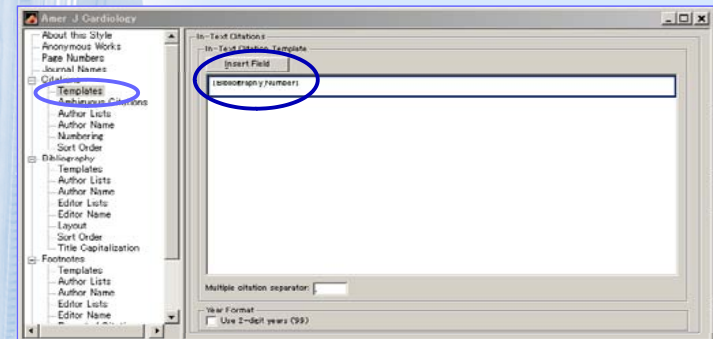 Amer J Cardiology
About this Style
Anonymous Works
Page Numbers
Journal Names
Citations
Templates
Ambiguous Citations
Author Lists
Author Name
Numbering
Sort Order
Bibliography
Templates
Author Lists
Author Name
Editor Lists
Editor Name
Layout
Sort Order
Title Capitalization
Footnotes
Templates
Author Lists
Author Name
Editor Lists
Editor Name
In-Text Citations
In-Text Citation Template
Insert Field
[Bibliography Number]
Multiple citation separator: ,
Year Format
Use 2-digit years ('99)